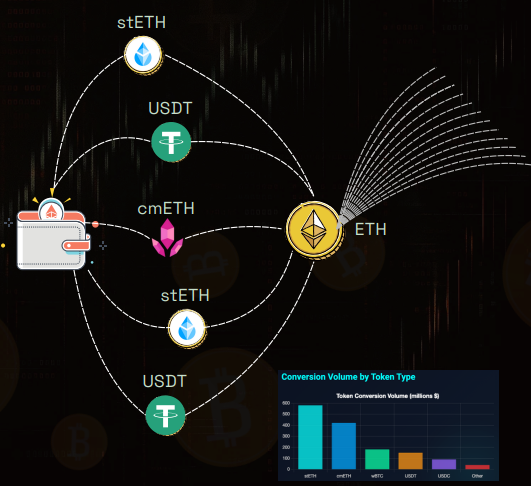 stETH
USDT
cmETH
ETH
stETH
USDT
Conversion Volume by Token Type
Token Conversion Volume (millions $)
600
500
400
300
200
100
0
stETH cmETH wBTC USDT USDC Other